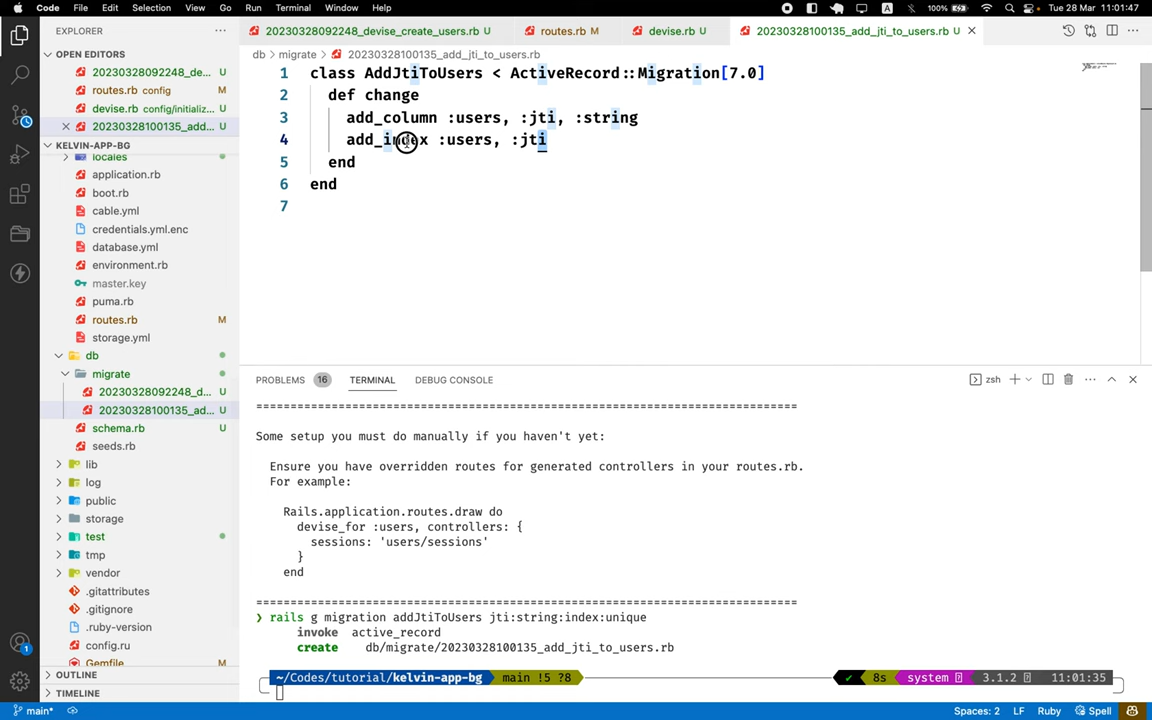 Code File Edit Selection View Go Run Terminal Window Help 100% Tue 28 Mar 11:01:47
EXPLORER
20230328092248_devise_create_users.rb U
routes.rb M
devise.rb U
20230328100135_add_jti_to_users.rb U
db > migrate > 20230328100135_add_jti_to_users.rb
OPEN EDITORS
20230328092248_de... U
routes.rb config M
devise.rb config/initializ... U
20230328100135_add... U
KELVIN-APP-BG
locales
application.rb
boot.rb
cable.yml
credentials.yml.enc
database.yml
environment.rb
master.key
puma.rb
routes.rb M
storage.yml
db
migrate
20230328092248_d... U
20230328100135_ad... U
schema.rb U
seeds.rb
lib
log
public
storage
test
tmp
vendor
.gitattributes
.gitignore
.ruby-version
config.ru
Gemfile M
OUTLINE
TIMELINE
1 class AddJtiToUsers < ActiveRecord::Migration[7.0]
2 def change
3 add_column :users, :jti, :string
4 add_index :users, :jti
5 end
6 end
7
PROBLEMS 16 TERMINAL DEBUG CONSOLE zsh
===============================================================================
Some setup you must do manually if you haven't yet:
Ensure you have overridden routes for generated controllers in your routes.rb.
For example:
Rails.application.routes.draw do
devise_for :users, controllers: {
sessions: 'users/sessions'
}
end
===============================================================================
❯ rails g migration addJtiToUsers jti:string:index:unique
invoke active_record
create db/migrate/20230328100135_add_jti_to_users.rb
~/Codes/tutorial/kelvin-app-bg main !5 ?8 ✔ 8s system 3.1.2 11:01:35
main* Spaces: 2 LF Ruby Spell